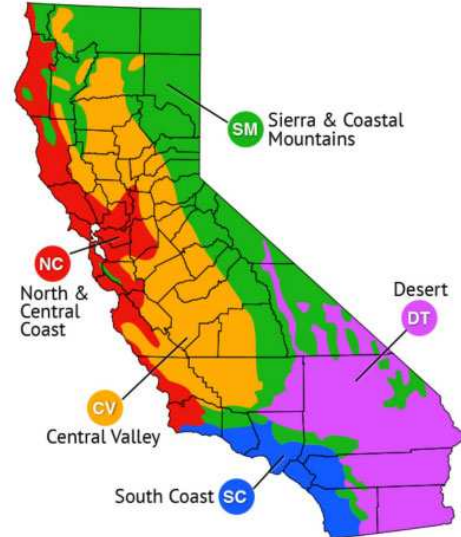 SM
Sierra & Coastal
Mountains
NC
North &
Central
Coast
Desert
DT
CV
Central Valley
South Coast
SC